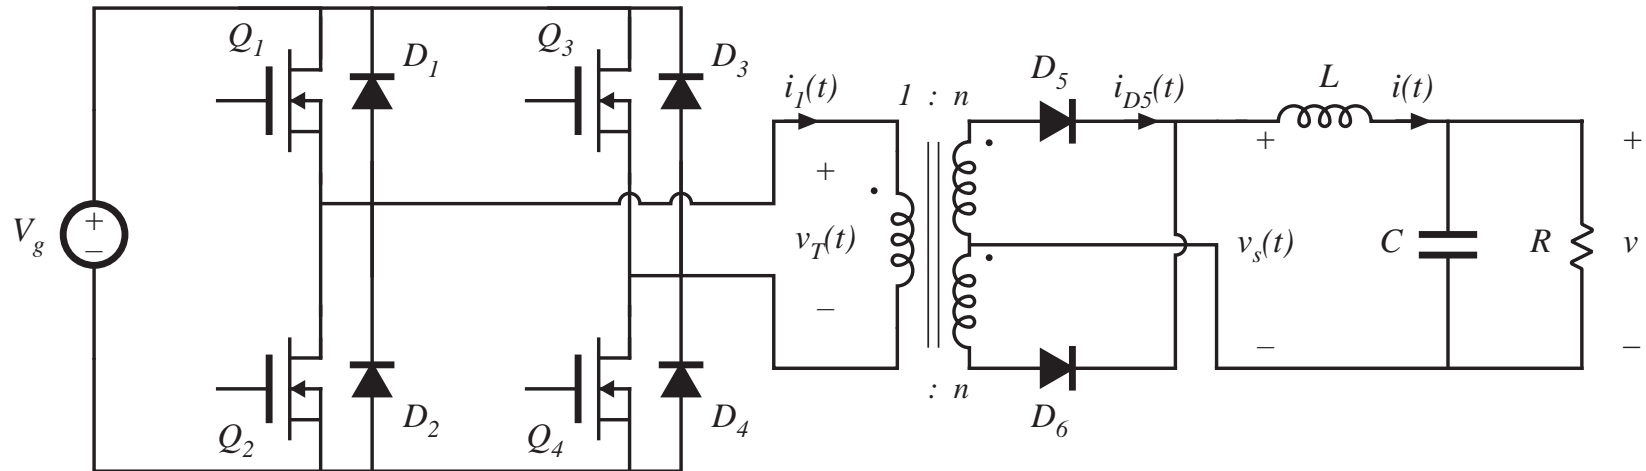 Q1
D1
Q3
D3
D5
L
i1(t)
1 : n
iD5(t)
i(t)
+
+
+
+
Vg
–
vT(t)
vs(t)
C
R
v
–
–
–
: n
Q2
D2
Q4
D4
D6